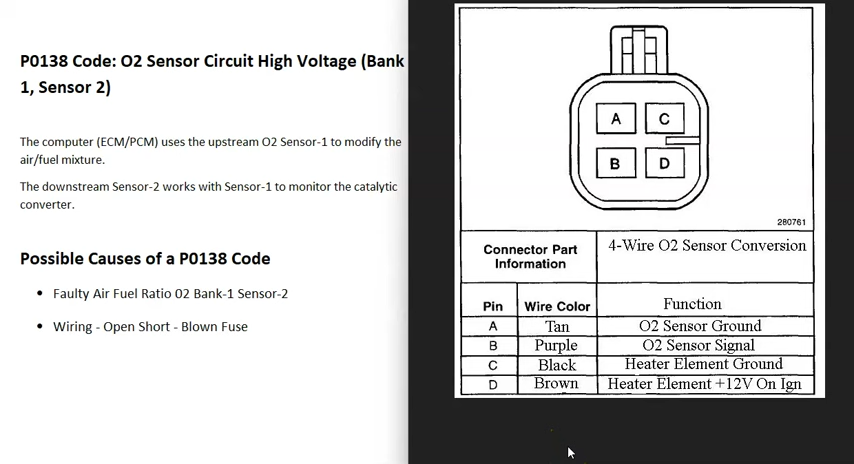 P0138 Code: O2 Sensor Circuit High Voltage (Bank
1, Sensor 2)
The computer (ECM/PCM) uses the upstream O2 Sensor-1 to modify the
air/fuel mixture.
The downstream Sensor-2 works with Sensor-1 to monitor the catalytic
converter.
Possible Causes of a P0138 Code
• Faulty Air Fuel Ratio 02 Bank-1 Sensor-2
• Wiring - Open Short - Blown Fuse
A C
B D
280761
Connector Part
Information
4-Wire O2 Sensor Conversion
Pin Wire Color Function
A Tan O2 Sensor Ground
B Purple O2 Sensor Signal
C Black Heater Element Ground
D Brown Heater Element +12V On Ign